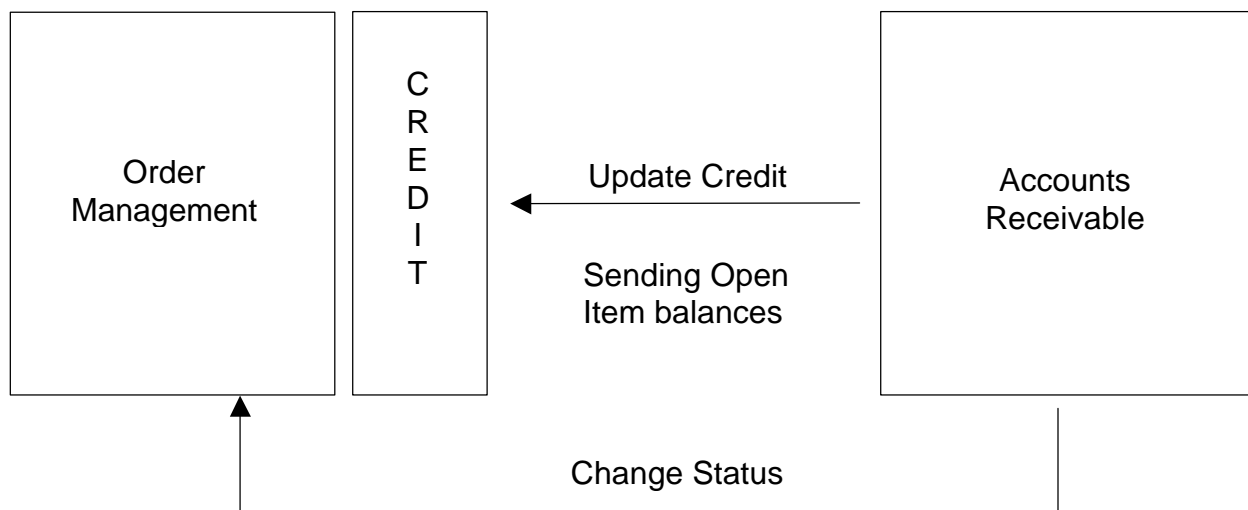 Order
Management
C
R
E
D
I
T
Update Credit
Sending Open
Item balances
Accounts
Receivable
Change Status